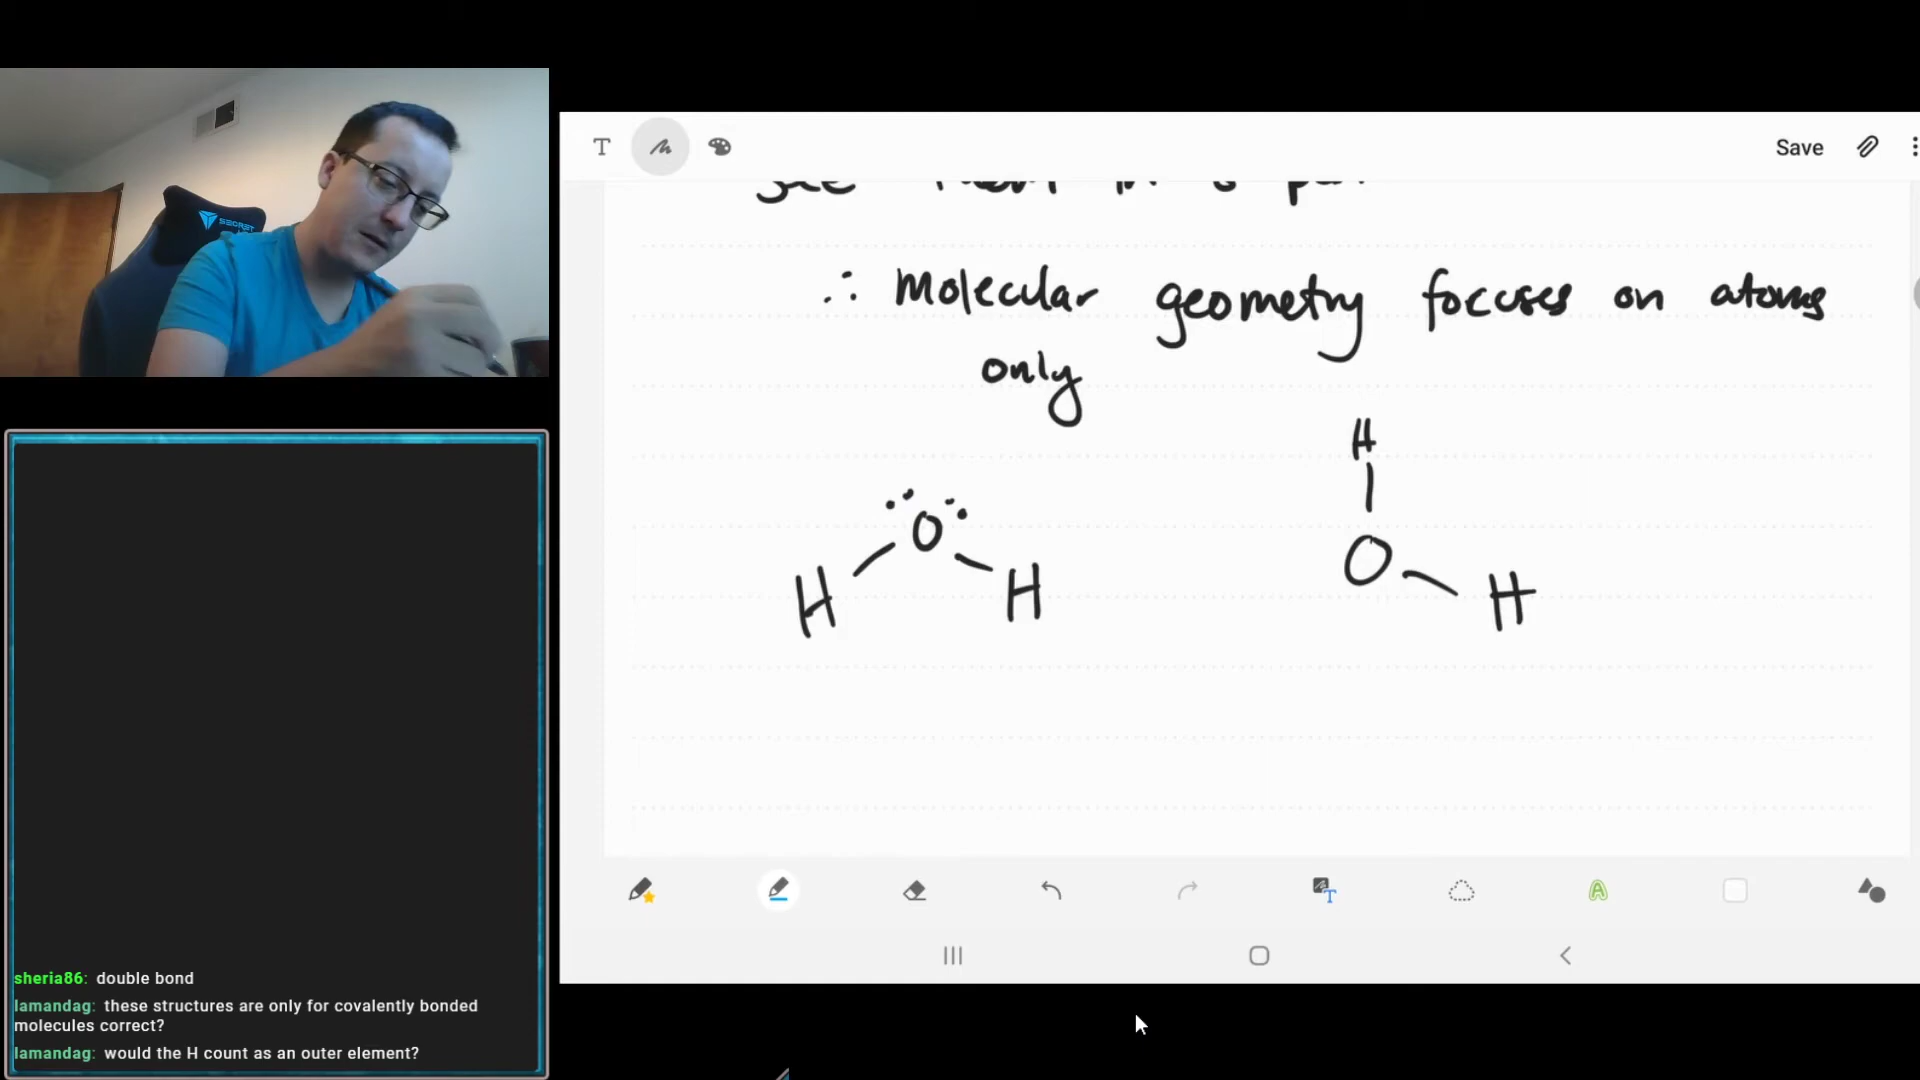 SECRET
T
Save
∴ Molecular geometry focuses on atoms
only
H
O
H H
O
H
sheria86: double bond
lamandag: these structures are only for covalently bonded
molecules correct?
lamandag: would the H count as an outer element?